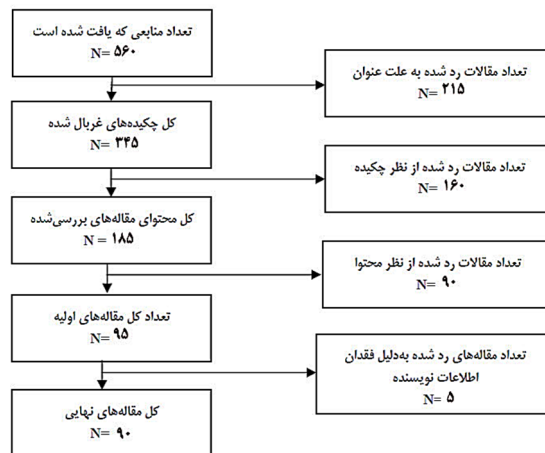 تعداد منابعی که یافت شده است
N= ۵۶۰
تعداد مقالات رد شده به علت عنوان
N= ۲۱۵
کل چکیده‌های غربال شده
N= ۳۴۵
تعداد مقالات رد شده از نظر چکیده
N= ۱۶۰
کل محتوای مقاله‌های بررسی‌شده
N = ۱۸۵
تعداد مقالات رد شده از نظر محتوا
N= ۹۰
تعداد کل مقاله‌های اولیه
N= ۹۵
تعداد مقاله‌های رد شده به‌دلیل فقدان
اطلاعات نویسنده
N= ۵
کل مقاله‌های نهایی
N= ۹۰